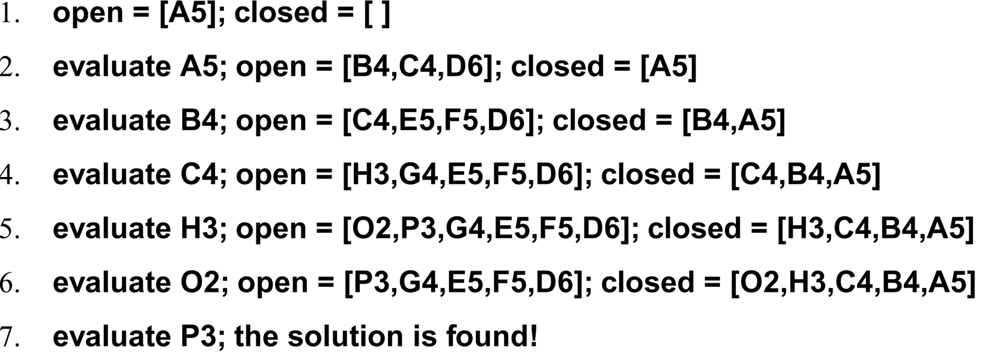 1. open = [A5]; closed = [ ]
2. evaluate A5; open = [B4,C4,D6]; closed = [A5]
3. evaluate B4; open = [C4,E5,F5,D6]; closed = [B4,A5]
4. evaluate C4; open = [H3,G4,E5,F5,D6]; closed = [C4,B4,A5]
5. evaluate H3; open = [O2,P3,G4,E5,F5,D6]; closed = [H3,C4,B4,A5]
6. evaluate O2; open = [P3,G4,E5,F5,D6]; closed = [O2,H3,C4,B4,A5]
7. evaluate P3; the solution is found!